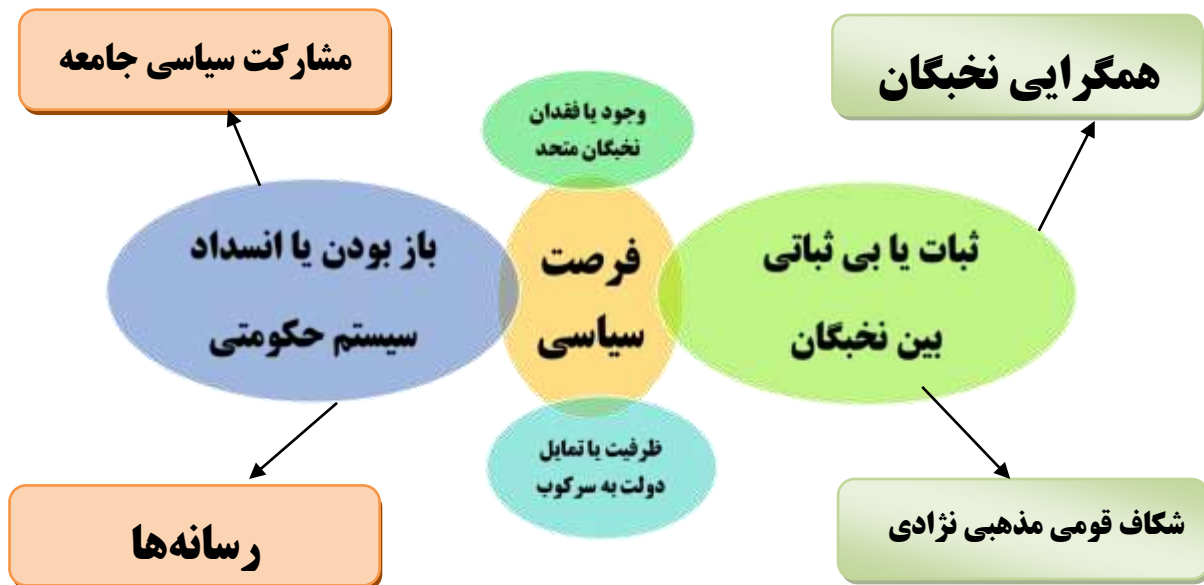 همگرایی نخبگان
مشارکت سیاسی جامعه
وجود یا فقدان
نخبگان متحد
ثبات یا بی ثباتی
بین نخبگان
فرصت
سیاسی
باز بودن یا انسداد
سیستم حکومتی
ظرفیت یا تمایل
دولت به سرکوب
شکاف قومی مذهبی نژادی
رسانه‌ها